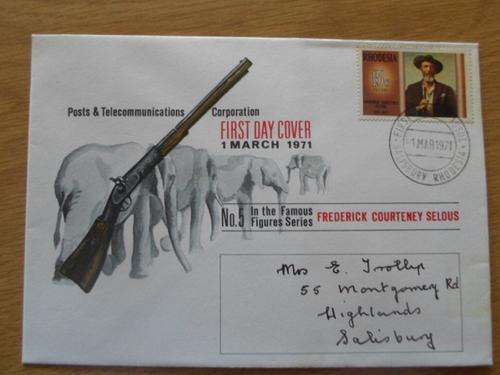 RHODESIA
15c
Posts & Telecommunications Corporation
FIRST DAY COVER
1 MARCH 1971
1 MAR 1971
No.5 In the Famous Figures Series
FREDERICK COURTENEY SELOUS
Mrs E. Trollip
55 Montgomery Rd
Highlands
Salisbury